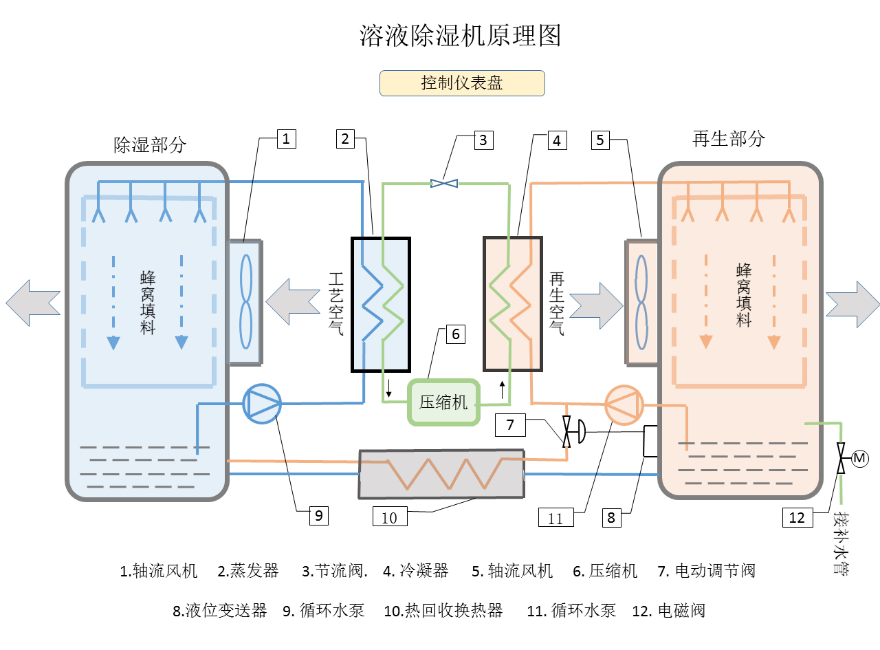 溶液除湿机原理图
控制仪表盘
除湿部分
1
2
3
4
5
再生部分
蜂窝填料
工艺空气
再生空气
蜂窝填料
6
压缩机
7
M
9
10
11
8
12
接补水管
1.轴流风机 2.蒸发器 3.节流阀. 4. 冷凝器 5. 轴流风机 6. 压缩机 7. 电动调节阀
8.液位变送器 9. 循环水泵 10.热回收换热器 11. 循环水泵 12. 电磁阀